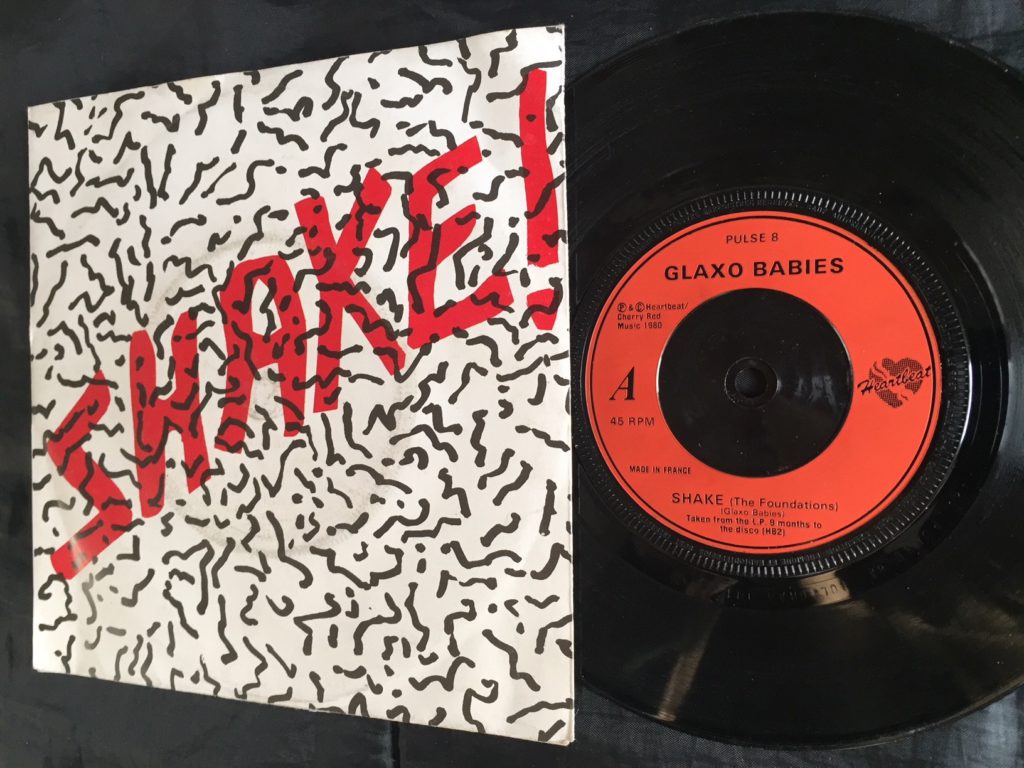 SHAKE!
PULSE 8
GLAXO BABIES
Ⓟ & Ⓒ Heartbeat/
Cherry Red
Music 1980
A
45 RPM
Heartbeat
MADE IN FRANCE
SHAKE (The Foundations)
(Glaxo Babies)
Taken from the L.P. 9 months to
the disco (HB2)